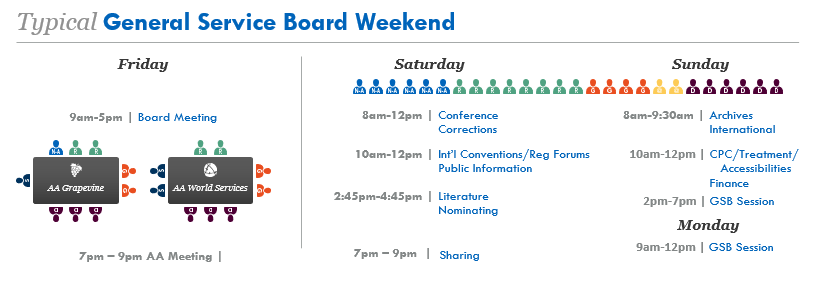 Typical General Service Board Weekend
Friday
Saturday
Sunday
N-A N-A N-A N-A N-A N-A R R R R R R R R G G G G D D D D D D
9am-5pm | Board Meeting
N-A R R
AA Grapevine
S
G
G
D D D
R R
AA World Services
S
S
G
G
D D D
7pm – 9pm AA Meeting |
8am-12pm | Conference
Corrections
10am-12pm | Int'l Conventions/Reg Forums
Public Information
2:45pm-4:45pm | Literature
Nominating
7pm – 9pm | Sharing
8am-9:30am | Archives
International
10am-12pm | CPC/Treatment/
Accessibilities
Finance
2pm-7pm | GSB Session
Monday
9am-12pm | GSB Session